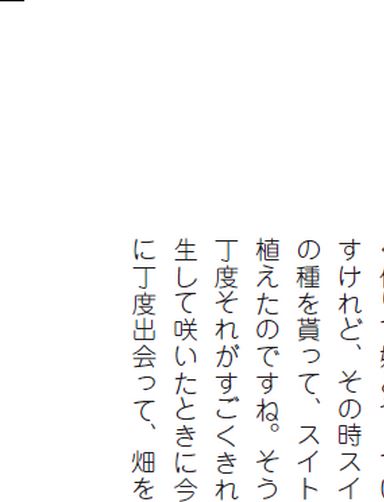 すけれど、その時スイ
の種を貰って、スイト
植えたのですね。そう
丁度それがすごくきれ
生して咲いたときに今
に丁度出会って、畑を